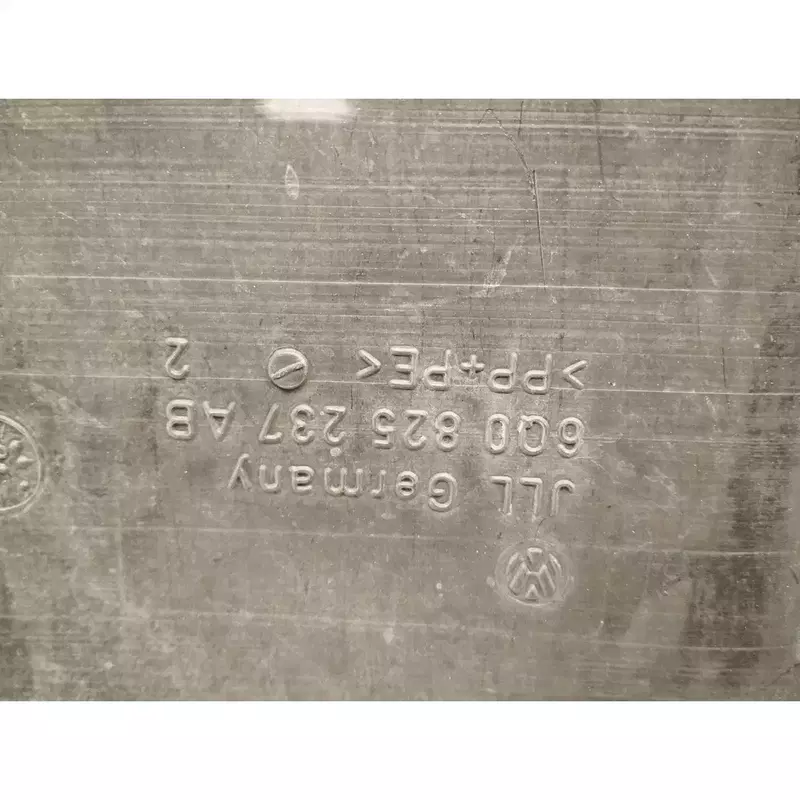 JLL Germany
6Q0 825 237 AB
>PP+PE< 2